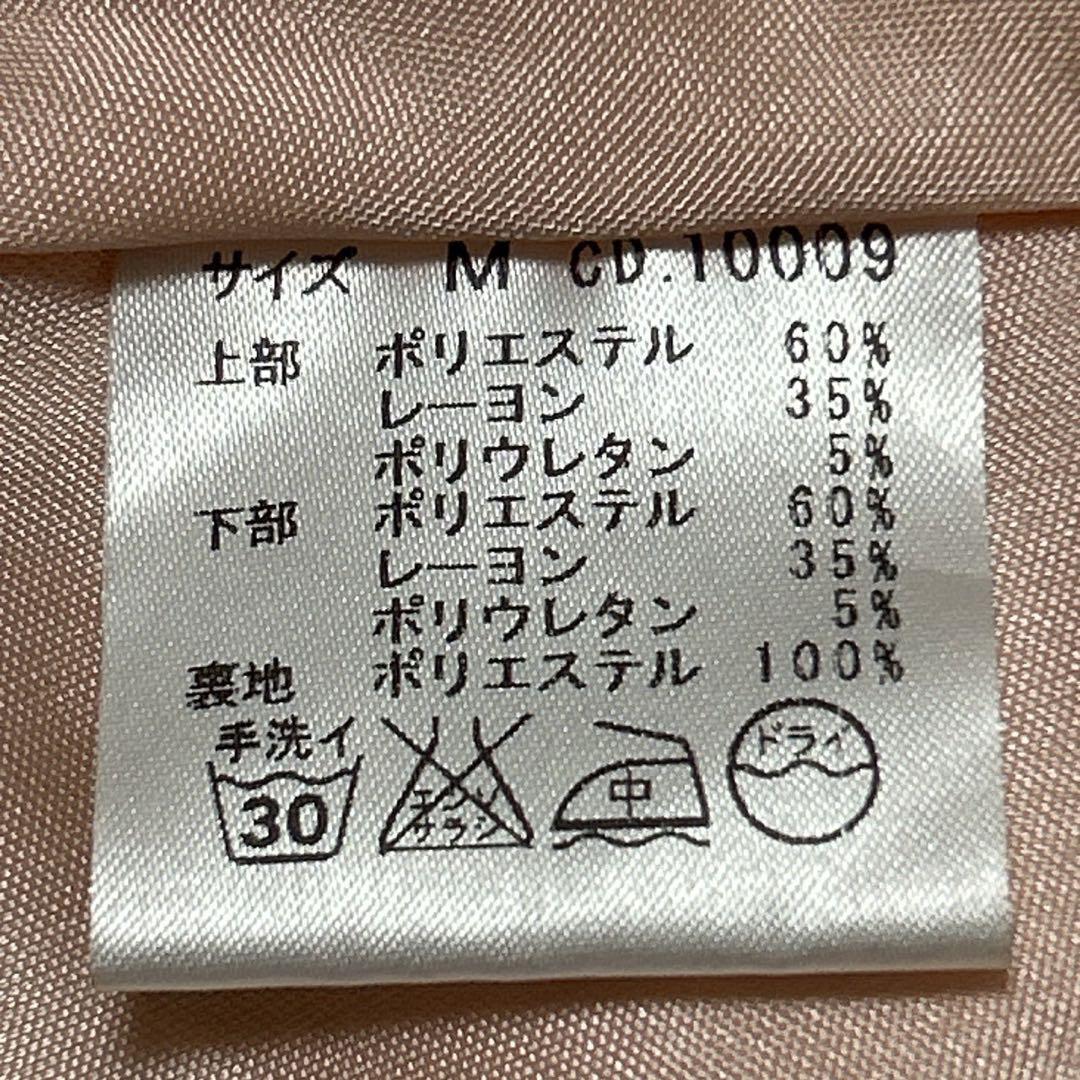 サイズ M CD.10009
上部 ポリエステル 60%
レーヨン 35%
ポリウレタン 5%
下部 ポリエステル 60%
レーヨン 35%
ポリウレタン 5%
裏地 ポリエステル 100%
手洗イ
30
エンソ
サラシ
中
ドライ